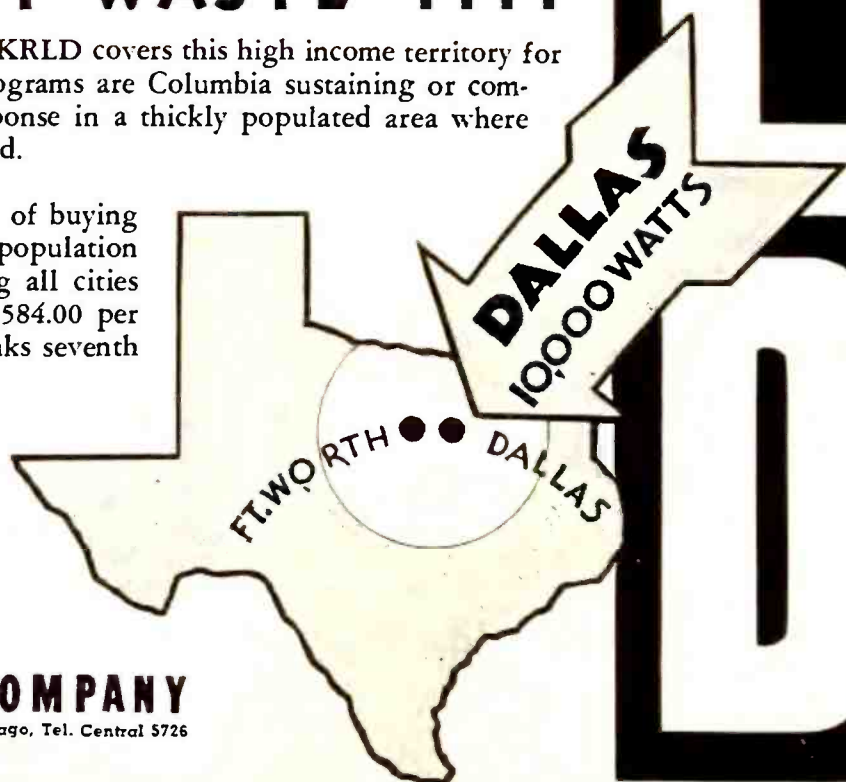 KRLD covers this high income territory for
ograms are Columbia sustaining or com-
onse in a thickly populated area where
d.
of buying
population
g all cities
584.00 per
ks seventh
DALLAS
10,000 WATTS
FT. WORTH
DALLAS
D
OMPANY
ago, Tel. Central 5726